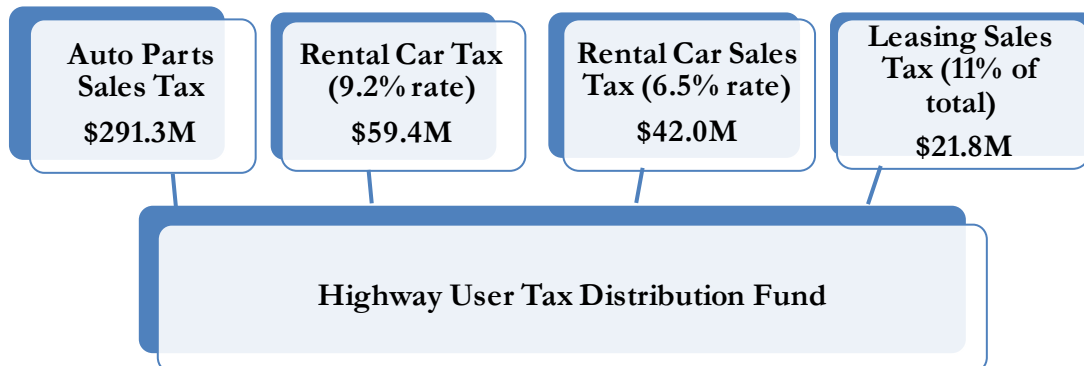 Auto Parts
Sales Tax
$291.3M
Rental Car Tax
(9.2% rate)
$59.4M
Rental Car Sales
Tax (6.5% rate)
$42.0M
Leasing Sales
Tax (11% of
total)
$21.8M
Highway User Tax Distribution Fund